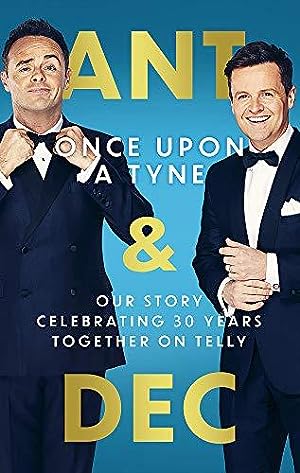 ANT
ONCE UPON
A TYNE
&
OUR STORY
CELEBRATING 30 YEARS
TOGETHER ON TELLY
DEC